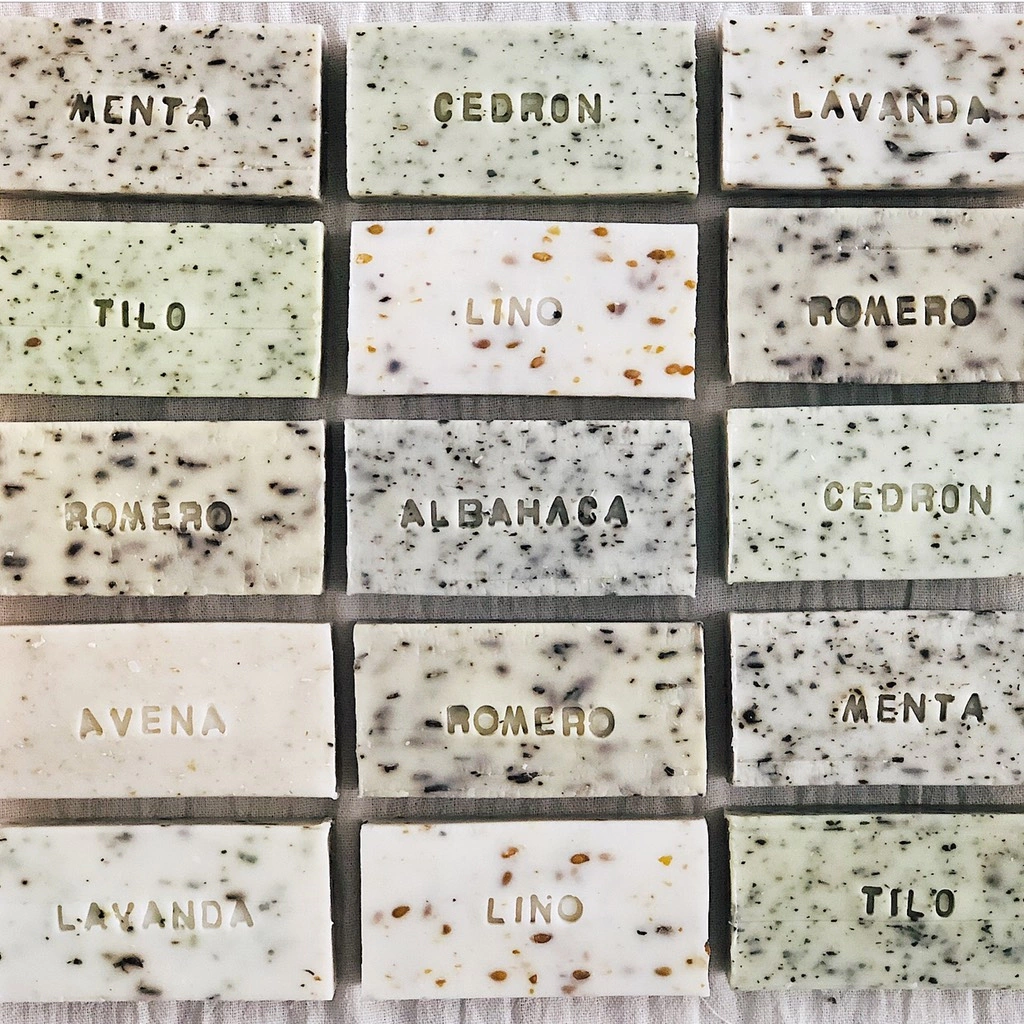 MENTA
CEDRON
LAVANDA
TILO
LINO
ROMERO
ROMERO
ALBAHACA
CEDRON
AVENA
ROMERO
MENTA
LAVANDA
LINO
TILO